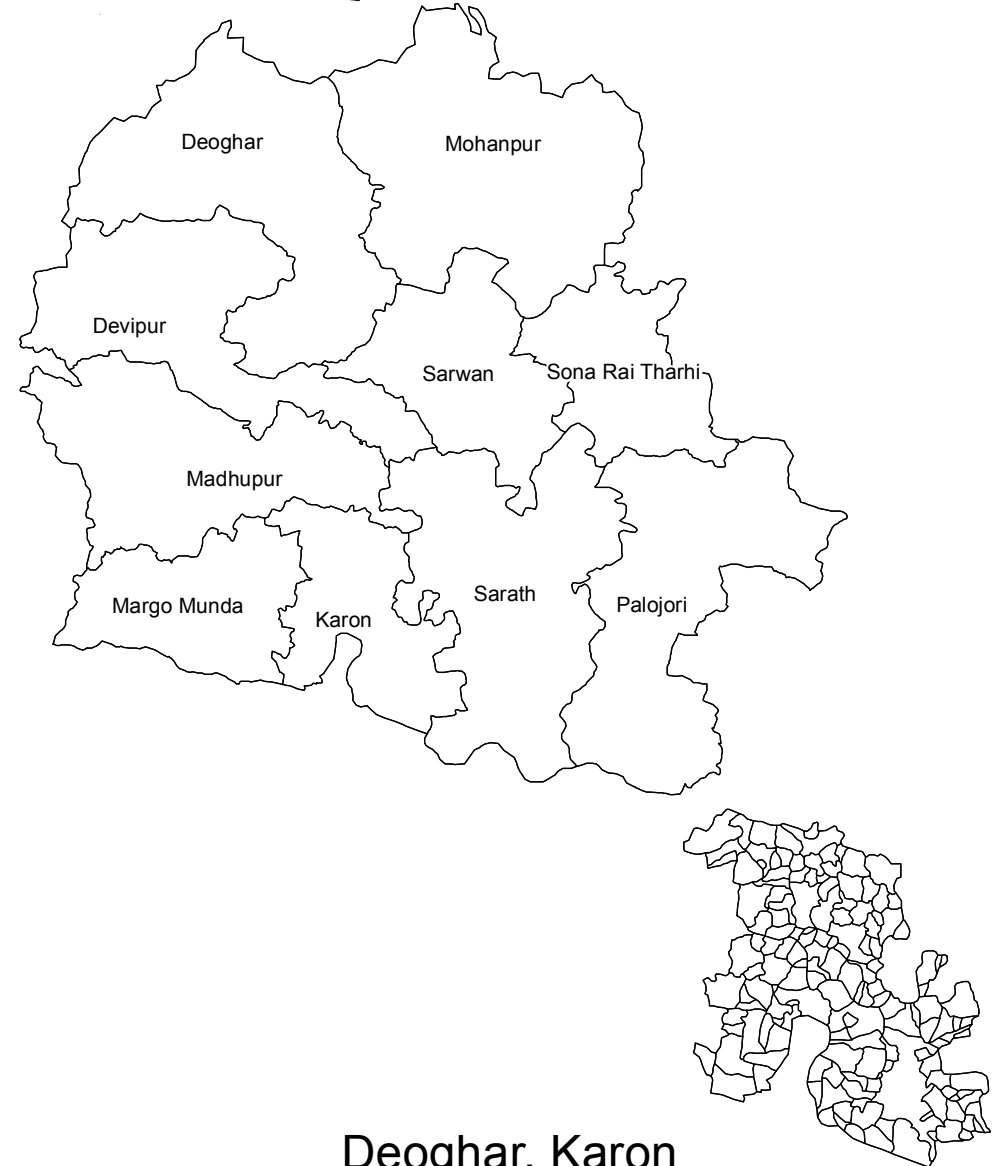 Deoghar
Mohanpur
Devipur
Sarwan
Sona Rai Tharhi
Madhupur
Margo Munda
Karon
Sarath
Palojori
Deoghar, Karon